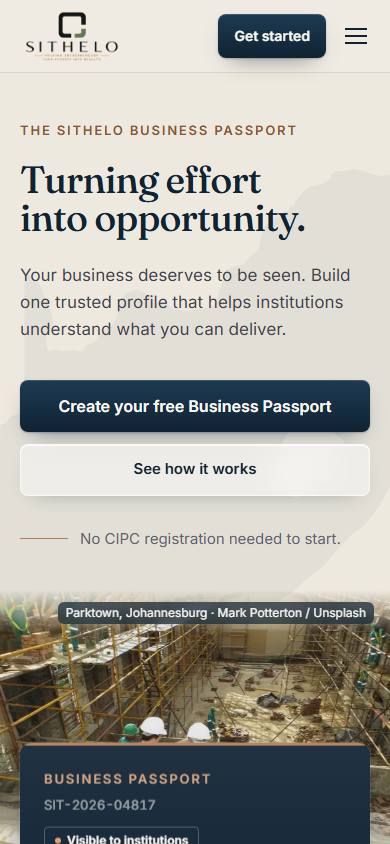 SITHELO
Get started
THE SITHELO BUSINESS PASSPORT
Turning effort
into opportunity.
Your business deserves to be seen. Build
one trusted profile that helps institutions
understand what you can deliver.
Create your free Business Passport
See how it works
No CIPC registration needed to start.
Parktown, Johannesburg · Mark Potterton / Unsplash
BUSINESS PASSPORT
SIT-2026-04817
Visible to institutions